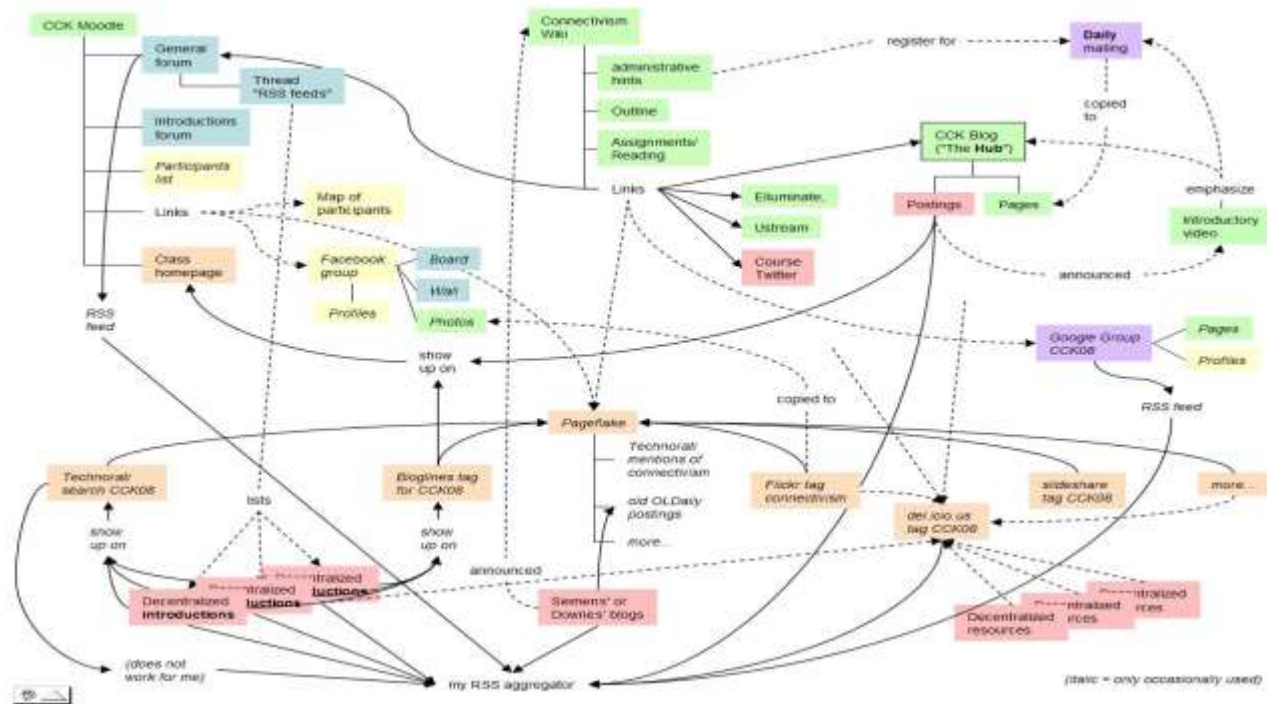 CCK Moodle
General
forum
Thread
"RSS feeds"
Introductions
forum
Participants
list
Links
Map of
participants
Class
homepage
Facebook
group
Profiles
Board
Wall
Photos
RSS
feed
Connectivism
Wiki
administrative
hints
Outline
Assignments/
Reading
Links
register for
Daily
mailing
copied
to
CCK Blog
("The Hub")
Postings
Pages
emphasize
Introductory
video
announced
Elluminate,
Ustream
Course
Twitter
Google Group
CCK08
Pages
Profiles
RSS feed
show
up on
copied to
Pageflake
Technorati
mentions of
connectivism
old OLDaily
postings
more...
Technorati
search CCK08
Bloglines tag
for CCK08
Flickr tag
connectivism
slideshare
tag CCK08
more...
del.icio.us
tag CCK08
lists
show
up on
show
up on
announced
Decentralized
introductions
Siemens' or
Downes' blogs
Decentralized
resources
(does not
work for me)
my RSS aggregator
(italic = only occasionally used)